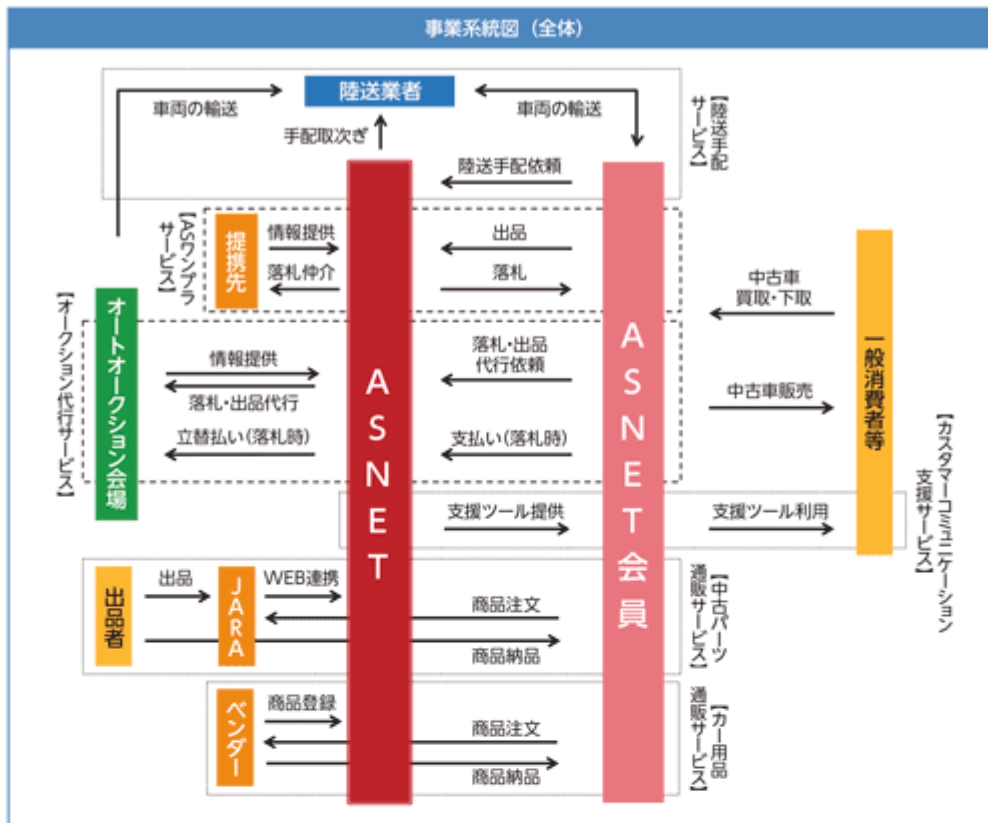 事業系統図（全体）
陸送業者
車両の輸送
車両の輸送
手配取次ぎ
陸送手配依頼
【陸送手配
サービス】
【ASワンプラ
サービス】
提携先
情報提供
出品
落札仲介
落札
中古車
買取・下取
【オークション代行サービス】
オートオークション会場
情報提供
落札・出品
代行依頼
落札・出品代行
立替払い（落札時）
支払い（落札時）
中古車販売
一般消費者等
ASNET
ASNET会員
支援ツール提供
支援ツール利用
【カスタマーコミュニケーション
支援サービス】
出品者
出品
JARA
WEB連携
商品注文
商品納品
【中古パーツ
通販サービス】
ベンダー
商品登録
商品注文
商品納品
【カー用品
通販サービス】